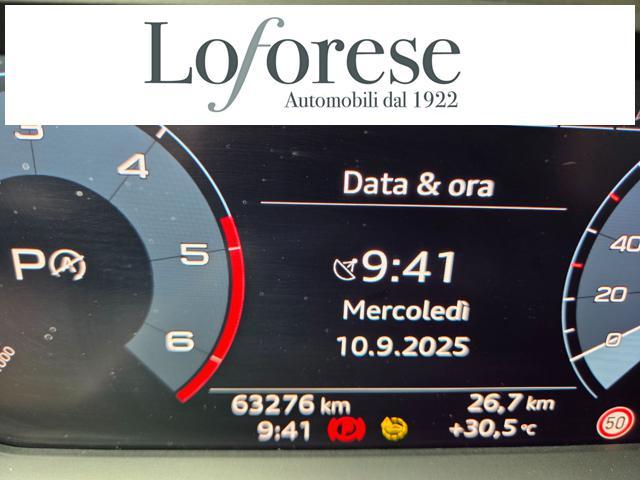 Loforese
Automobili dal 1922
3
4
5
6
P A
Data & ora
9:41
Mercoledì
10.9.2025
40
20
0
63276 km
26,7 km
9:41
+30,5 °C
50